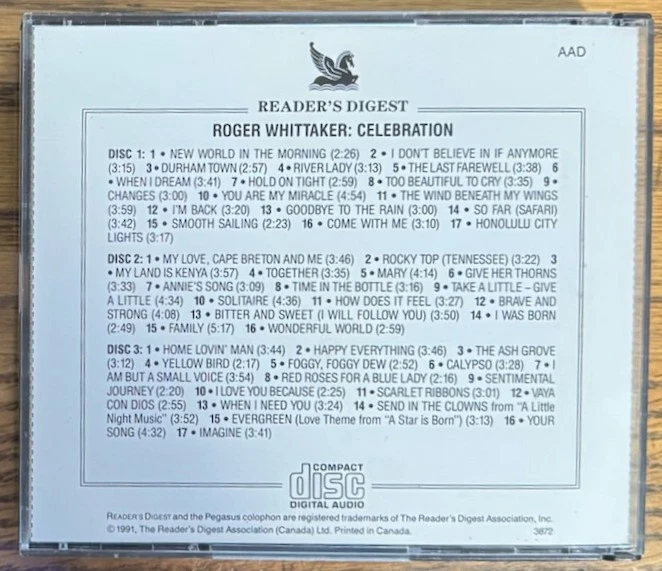 AAD
READER'S DIGEST
ROGER WHITTAKER: CELEBRATION
DISC 1: 1 • NEW WORLD IN THE MORNING (2:26) 2 • I DON'T BELIEVE IN IF ANYMORE
(3:15) 3 • DURHAM TOWN (2:57) 4 • RIVER LADY (3:13) 5 • THE LAST FAREWELL (3:38) 6
• WHEN I DREAM (3:41) 7 • HOLD ON TIGHT (2:59) 8 • TOO BEAUTIFUL TO CRY (3:35) 9 •
CHANGES (3:00) 10 • YOU ARE MY MIRACLE (4:54) 11 • THE WIND BENEATH MY WINGS
(3:59) 12 • I'M BACK (3:20) 13 • GOODBYE TO THE RAIN (3:00) 14 • SO FAR (SAFARI)
(3:42) 15 • SMOOTH SAILING (2:23) 16 • COME WITH ME (3:10) 17 • HONOLULU CITY
LIGHTS (3:17)
DISC 2: 1 • MY LOVE, CAPE BRETON AND ME (3:46) 2 • ROCKY TOP (TENNESSEE) (3:22) 3
• MY LAND IS KENYA (3:57) 4 • TOGETHER (3:35) 5 • MARY (4:14) 6 • GIVE HER THORNS
(3:33) 7 • ANNIE'S SONG (3:09) 8 • TIME IN THE BOTTLE (3:16) 9 • TAKE A LITTLE – GIVE
A LITTLE (4:34) 10 • SOLITAIRE (4:36) 11 • HOW DOES IT FEEL (3:27) 12 • BRAVE AND
STRONG (4:08) 13 • BITTER AND SWEET (I WILL FOLLOW YOU) (3:50) 14 • I WAS BORN
(2:49) 15 • FAMILY (5:17) 16 • WONDERFUL WORLD (2:59)
DISC 3: 1 • HOME LOVIN' MAN (3:44) 2 • HAPPY EVERYTHING (3:46) 3 • THE ASH GROVE
(3:12) 4 • YELLOW BIRD (2:17) 5 • FOGGY, FOGGY DEW (2:52) 6 • CALYPSO (3:28) 7 • I
AM BUT A SMALL VOICE (3:54) 8 • RED ROSES FOR A BLUE LADY (2:16) 9 • SENTIMENTAL
JOURNEY (2:20) 10 • I LOVE YOU BECAUSE (2:25) 11 • SCARLET RIBBONS (3:01) 12 • VAYA
CON DIOS (2:55) 13 • WHEN I NEED YOU (3:24) 14 • SEND IN THE CLOWNS from "A Little
Night Music" (3:52) 15 • EVERGREEN (Love Theme from "A Star is Born") (3:13) 16 • YOUR
SONG (4:32) 17 • IMAGINE (3:41)
COMPACT
disc
DIGITAL AUDIO
READER'S DIGEST and the Pegasus colophon are registered trademarks of The Reader's Digest Association, Inc.
© 1991, The Reader's Digest Association (Canada) Ltd. Printed in Canada. 3872